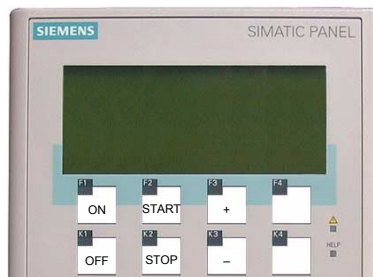 SIEMENS SIMATIC PANEL
F1 F2 F3 F4
ON START +
K1 K2 K3 K4
HELP
OFF STOP –